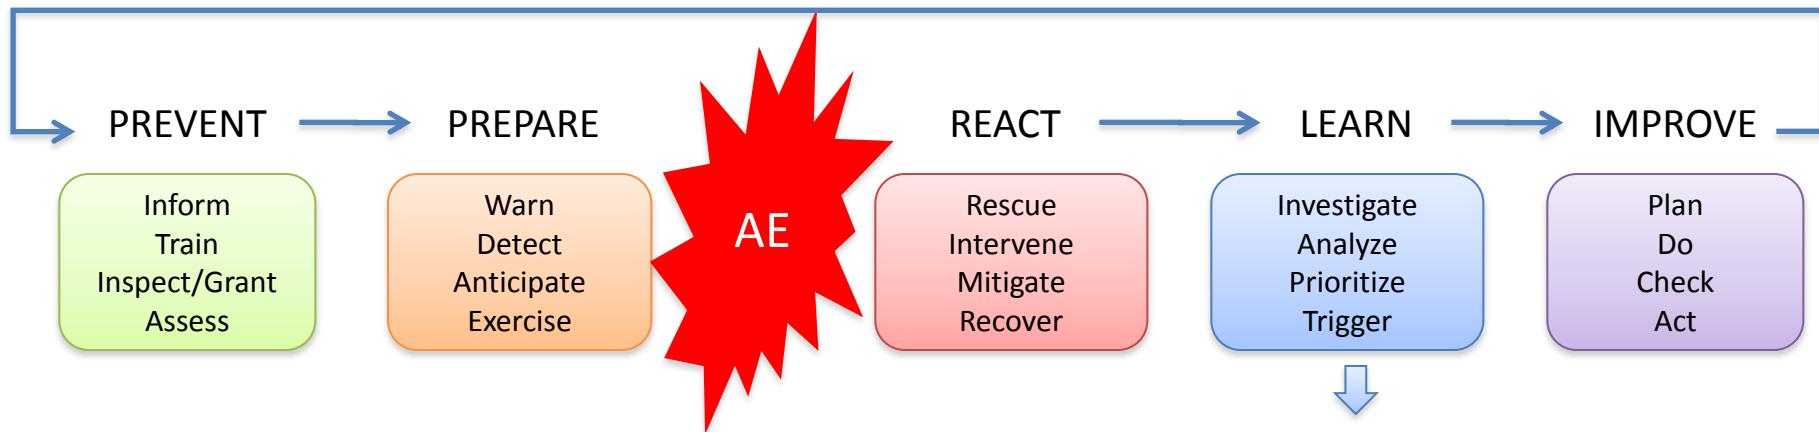 PREVENT
PREPARE
REACT
LEARN
IMPROVE
Inform
Train
Inspect/Grant
Assess
Warn
Detect
Anticipate
Exercise
AE
Rescue
Intervene
Mitigate
Recover
Investigate
Analyze
Prioritize
Trigger
Plan
Do
Check
Act